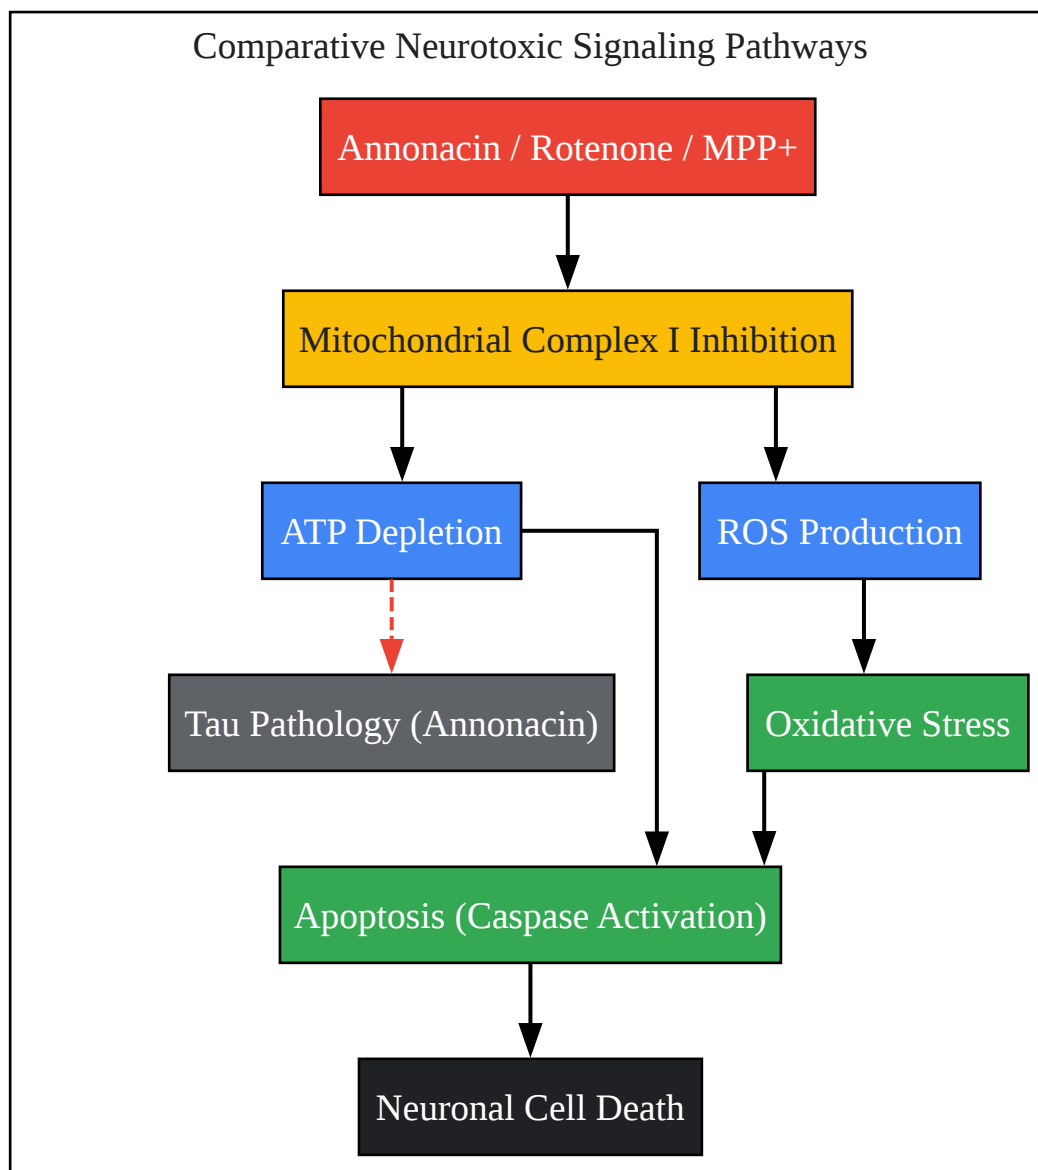 Comparative Neurotoxic Signaling Pathways
Annonacin / Rotenone / MPP+
Mitochondrial Complex I Inhibition
ATP Depletion
ROS Production
Tau Pathology (Annonacin)
Oxidative Stress
Apoptosis (Caspase Activation)
Neuronal Cell Death